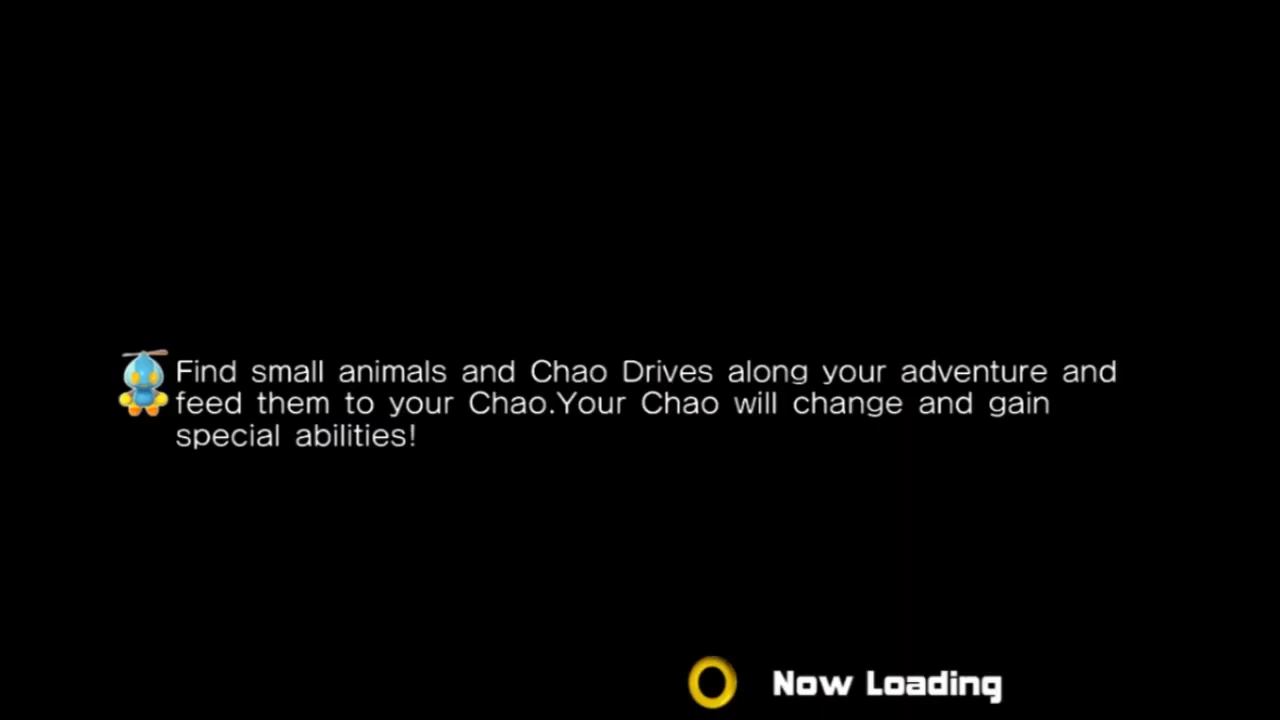 Find small animals and Chao Drives along your adventure and
feed them to your Chao.Your Chao will change and gain
special abilities!
Now Loading